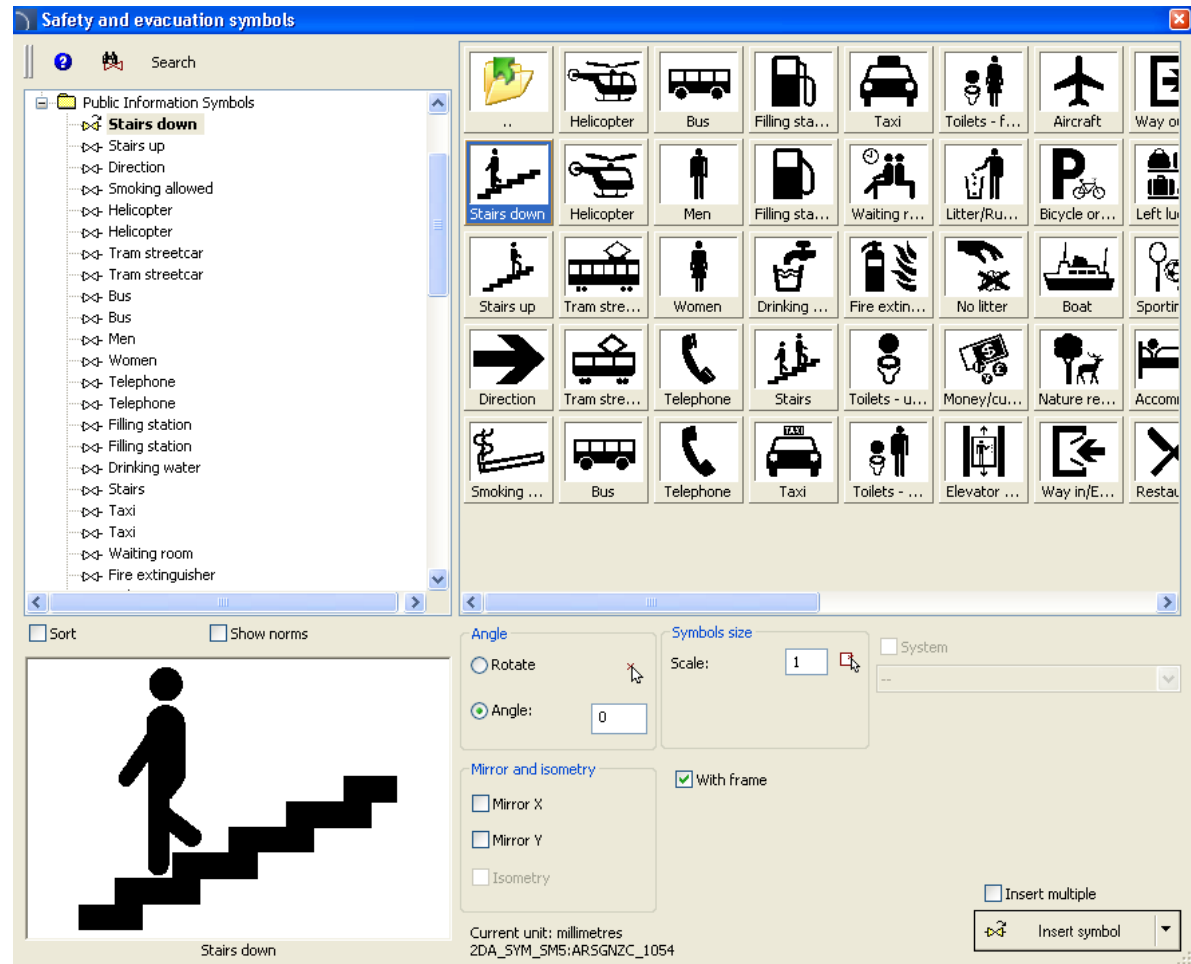 Safety and evacuation symbols
Search
Public Information Symbols
Stairs down
Stairs up
Direction
Smoking allowed
Helicopter
Helicopter
Tram streetcar
Tram streetcar
Bus
Bus
Men
Women
Telephone
Telephone
Filling station
Filling station
Drinking water
Stairs
Taxi
Taxi
Waiting room
Fire extinguisher
Sort
Show norms
Stairs down
.. Helicopter Bus Filling sta... Taxi Toilets - f... Aircraft Way o
Stairs down Helicopter Men Filling sta... Waiting r... Litter/Ru... P Bicycle or... Left lu
Stairs up Tram stre... Women Drinking ... Fire extin... No litter Boat Sportin
Direction Tram stre... Telephone Stairs Toilets - u... Money/cu... Nature re... Accomm
TAXI
Smoking ... Bus Telephone Taxi Toilets - ... Elevator ... Way in/E... Restau
Angle
Rotate
Angle: 0
Symbols size
Scale: 1
System
--
Mirror and isometry
Mirror X
Mirror Y
Isometry
With frame
Current unit: millimetres
2DA_SYM_SM5:ARSGNZC_1054
Insert multiple
Insert symbol